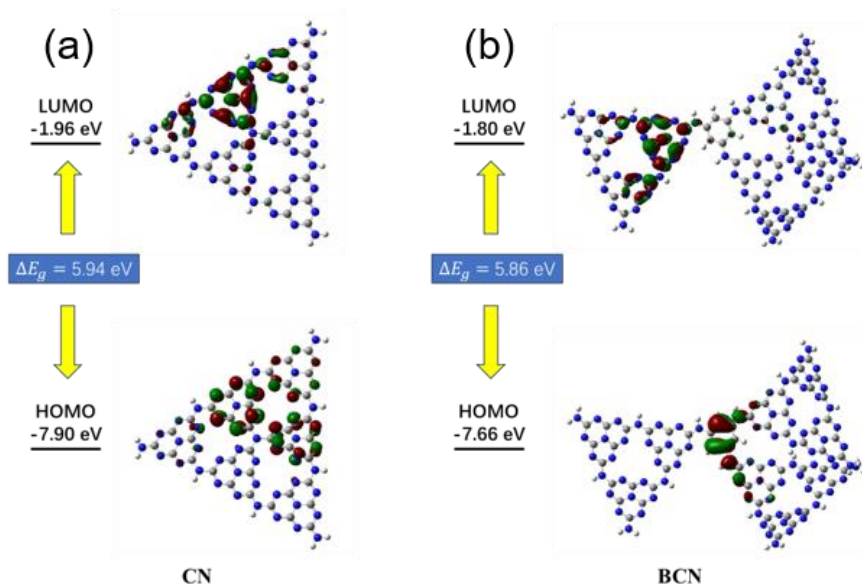 (a)
LUMO
-1.96 eV
ΔE_g = 5.94 eV
HOMO
-7.90 eV
CN
(b)
LUMO
-1.80 eV
ΔE_g = 5.86 eV
HOMO
-7.66 eV
BCN